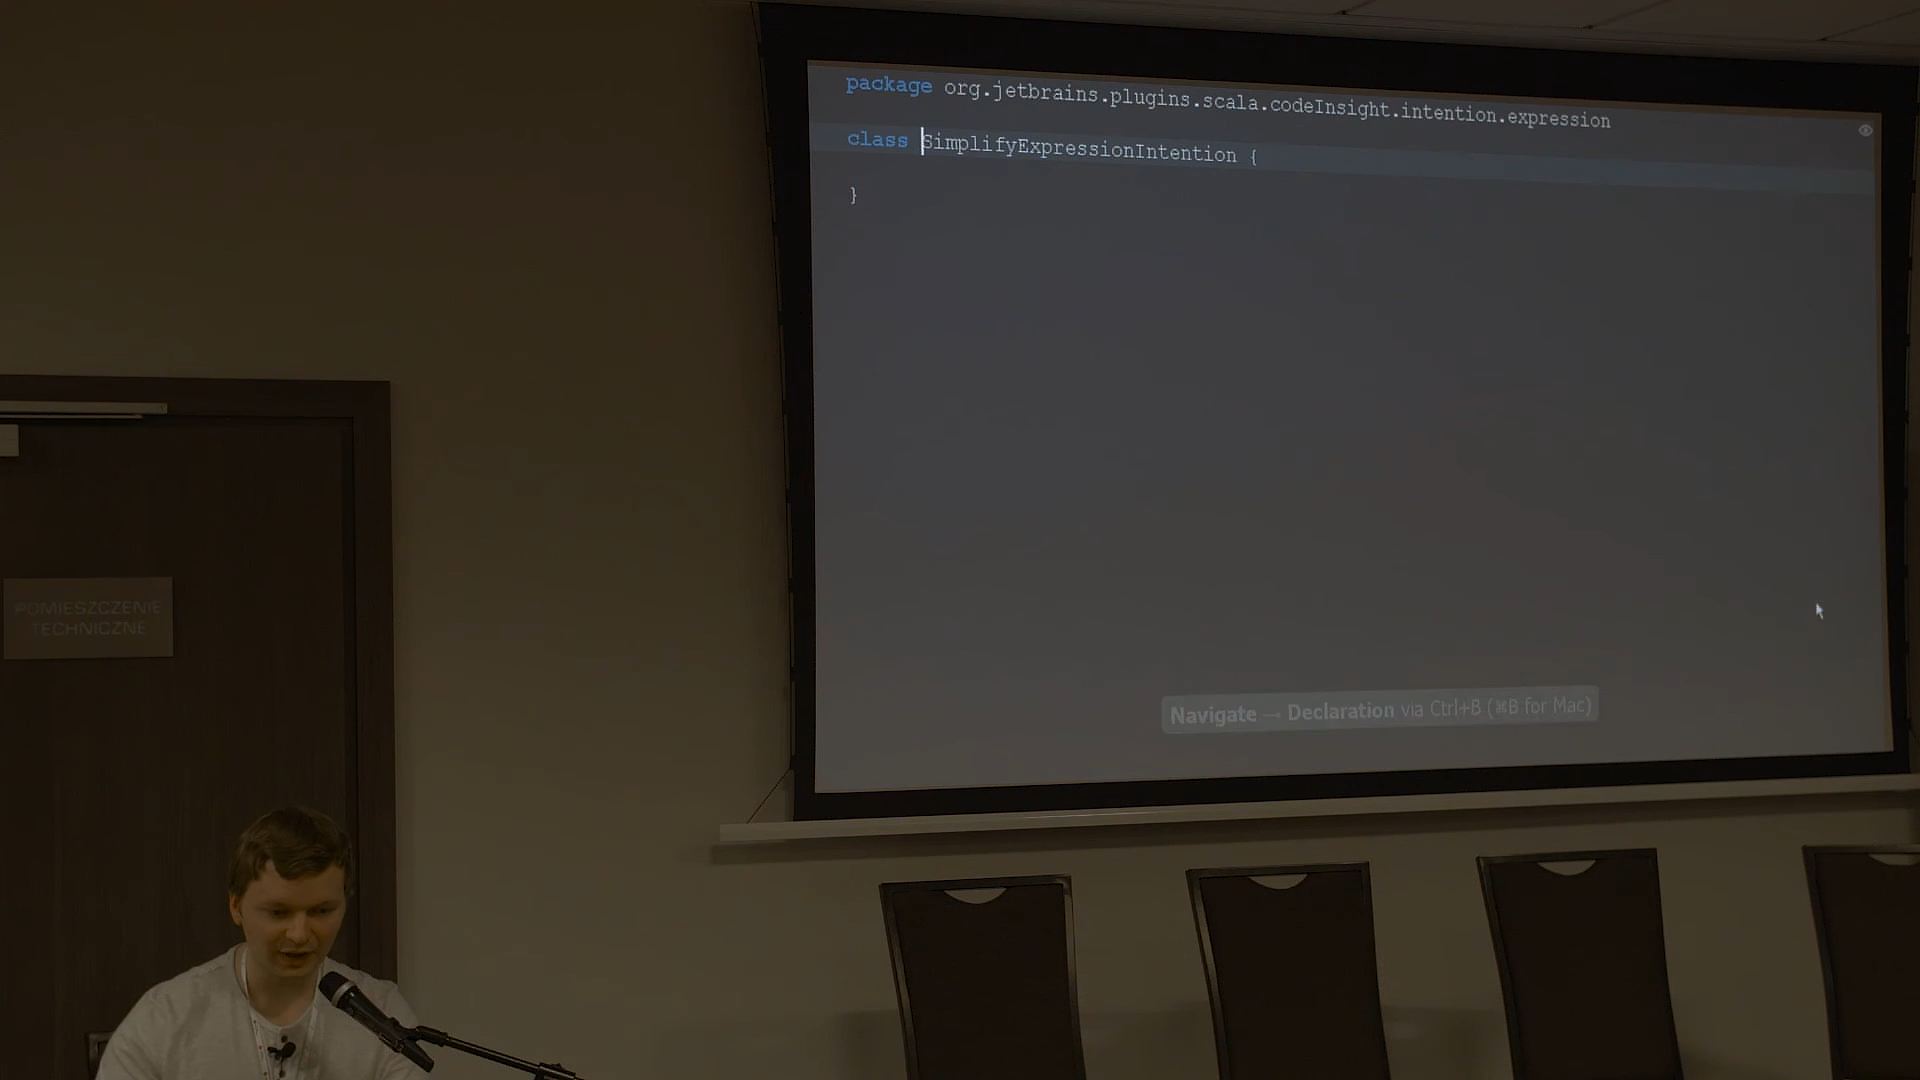 package org.jetbrains.plugins.scala.codeInsight.intention.expression
class SimplifyExpressionIntention {
}
Navigate → Declaration via Ctrl+B (⌘B for Mac)
POMIESZCZENIE
TECHNICZNE